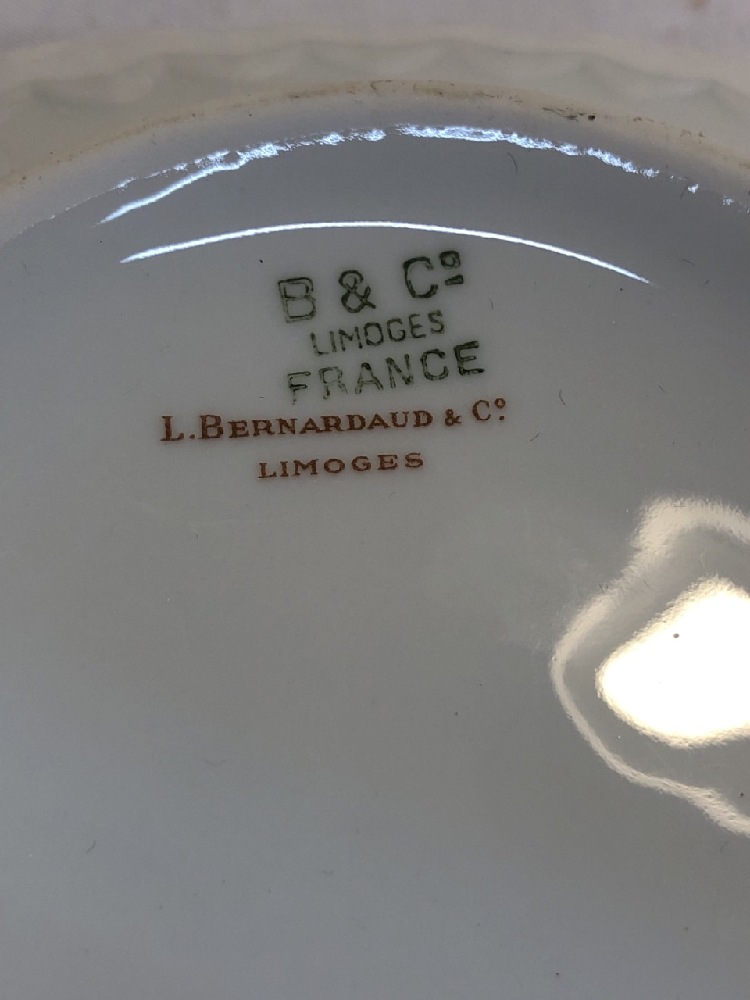 B & Cº
LIMOGES
FRANCE
L. BERNARDAUD & Cº
LIMOGES